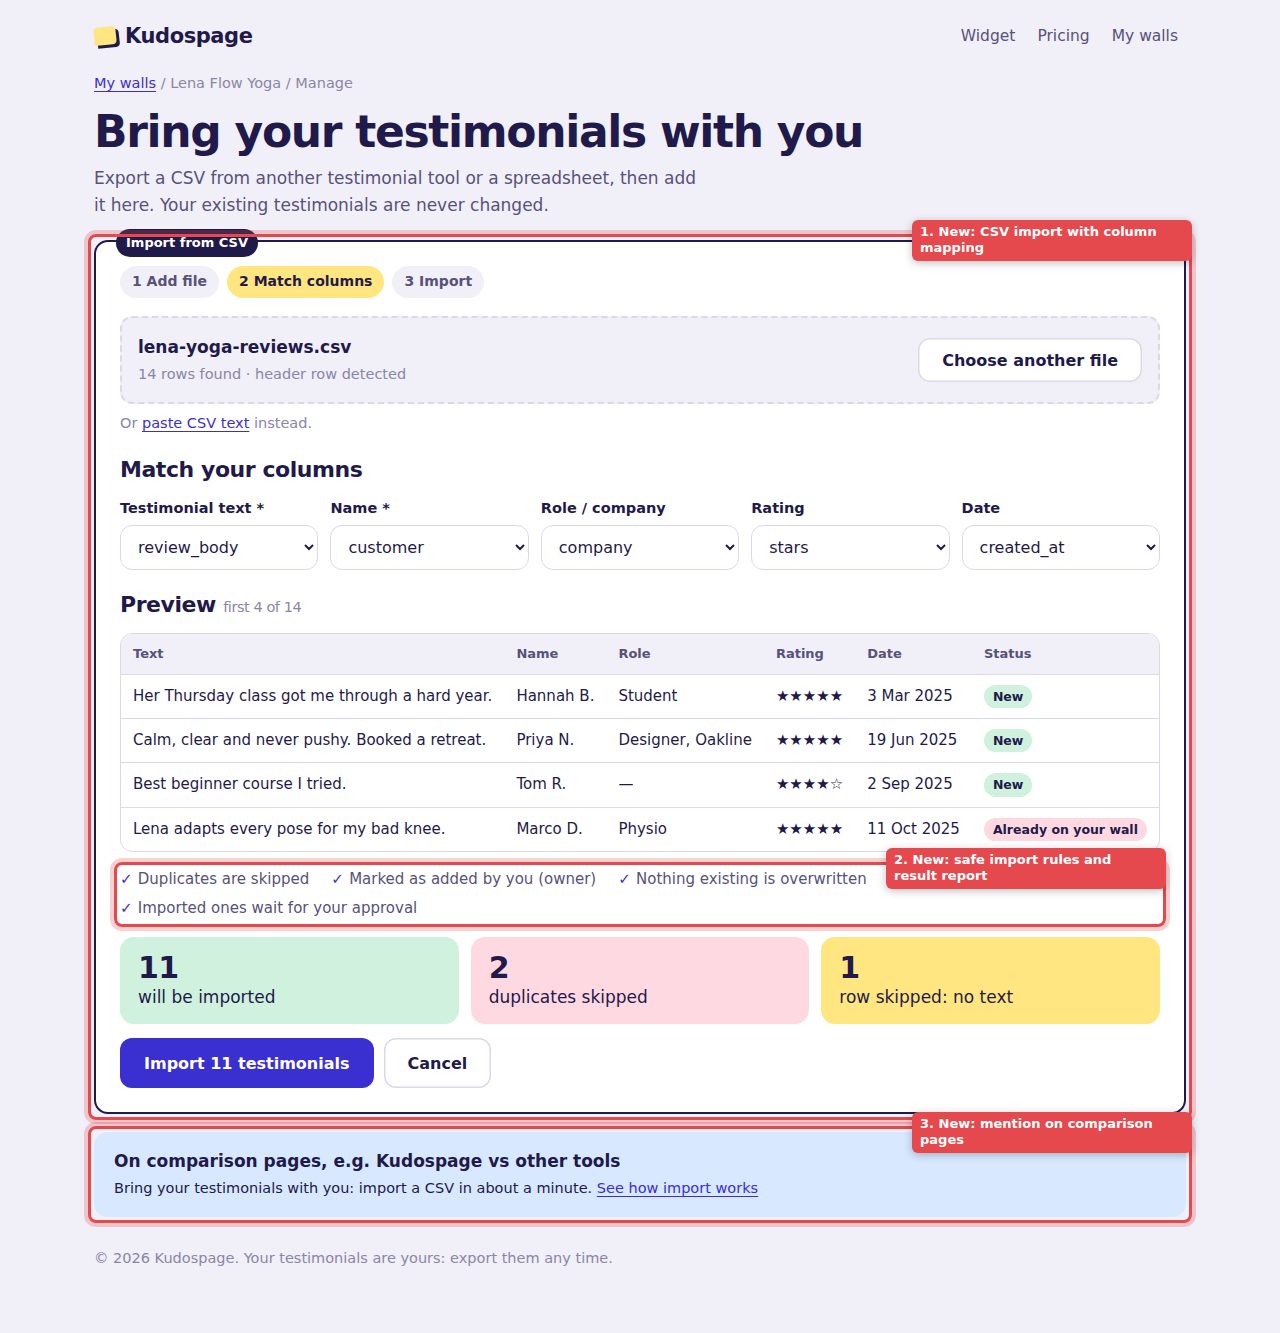 Kudospage
Widget Pricing My walls
My walls / Lena Flow Yoga / Manage
Bring your testimonials with you
Export a CSV from another testimonial tool or a spreadsheet, then add
it here. Your existing testimonials are never changed.
1. New: CSV import with column
mapping
Import from CSV
1 Add file 2 Match columns 3 Import
lena-yoga-reviews.csv
14 rows found · header row detected
Choose another file
Or paste CSV text instead.
Match your columns
Testimonial text * Name * Role / company Rating Date
review_body customer company stars created_at
Preview first 4 of 14
Text Name Role Rating Date Status
Her Thursday class got me through a hard year. Hannah B. Student ★★★★★ 3 Mar 2025 New
Calm, clear and never pushy. Booked a retreat. Priya N. Designer, Oakline ★★★★★ 19 Jun 2025 New
Best beginner course I tried. Tom R. — ★★★★☆ 2 Sep 2025 New
Lena adapts every pose for my bad knee. Marco D. Physio ★★★★★ 11 Oct 2025 Already on your wall
2. New: safe import rules and
result report
✓ Duplicates are skipped ✓ Marked as added by you (owner) ✓ Nothing existing is overwritten
✓ Imported ones wait for your approval
11 2 1
will be imported duplicates skipped row skipped: no text
Import 11 testimonials Cancel
3. New: mention on comparison
pages
On comparison pages, e.g. Kudospage vs other tools
Bring your testimonials with you: import a CSV in about a minute. See how import works
© 2026 Kudospage. Your testimonials are yours: export them any time.